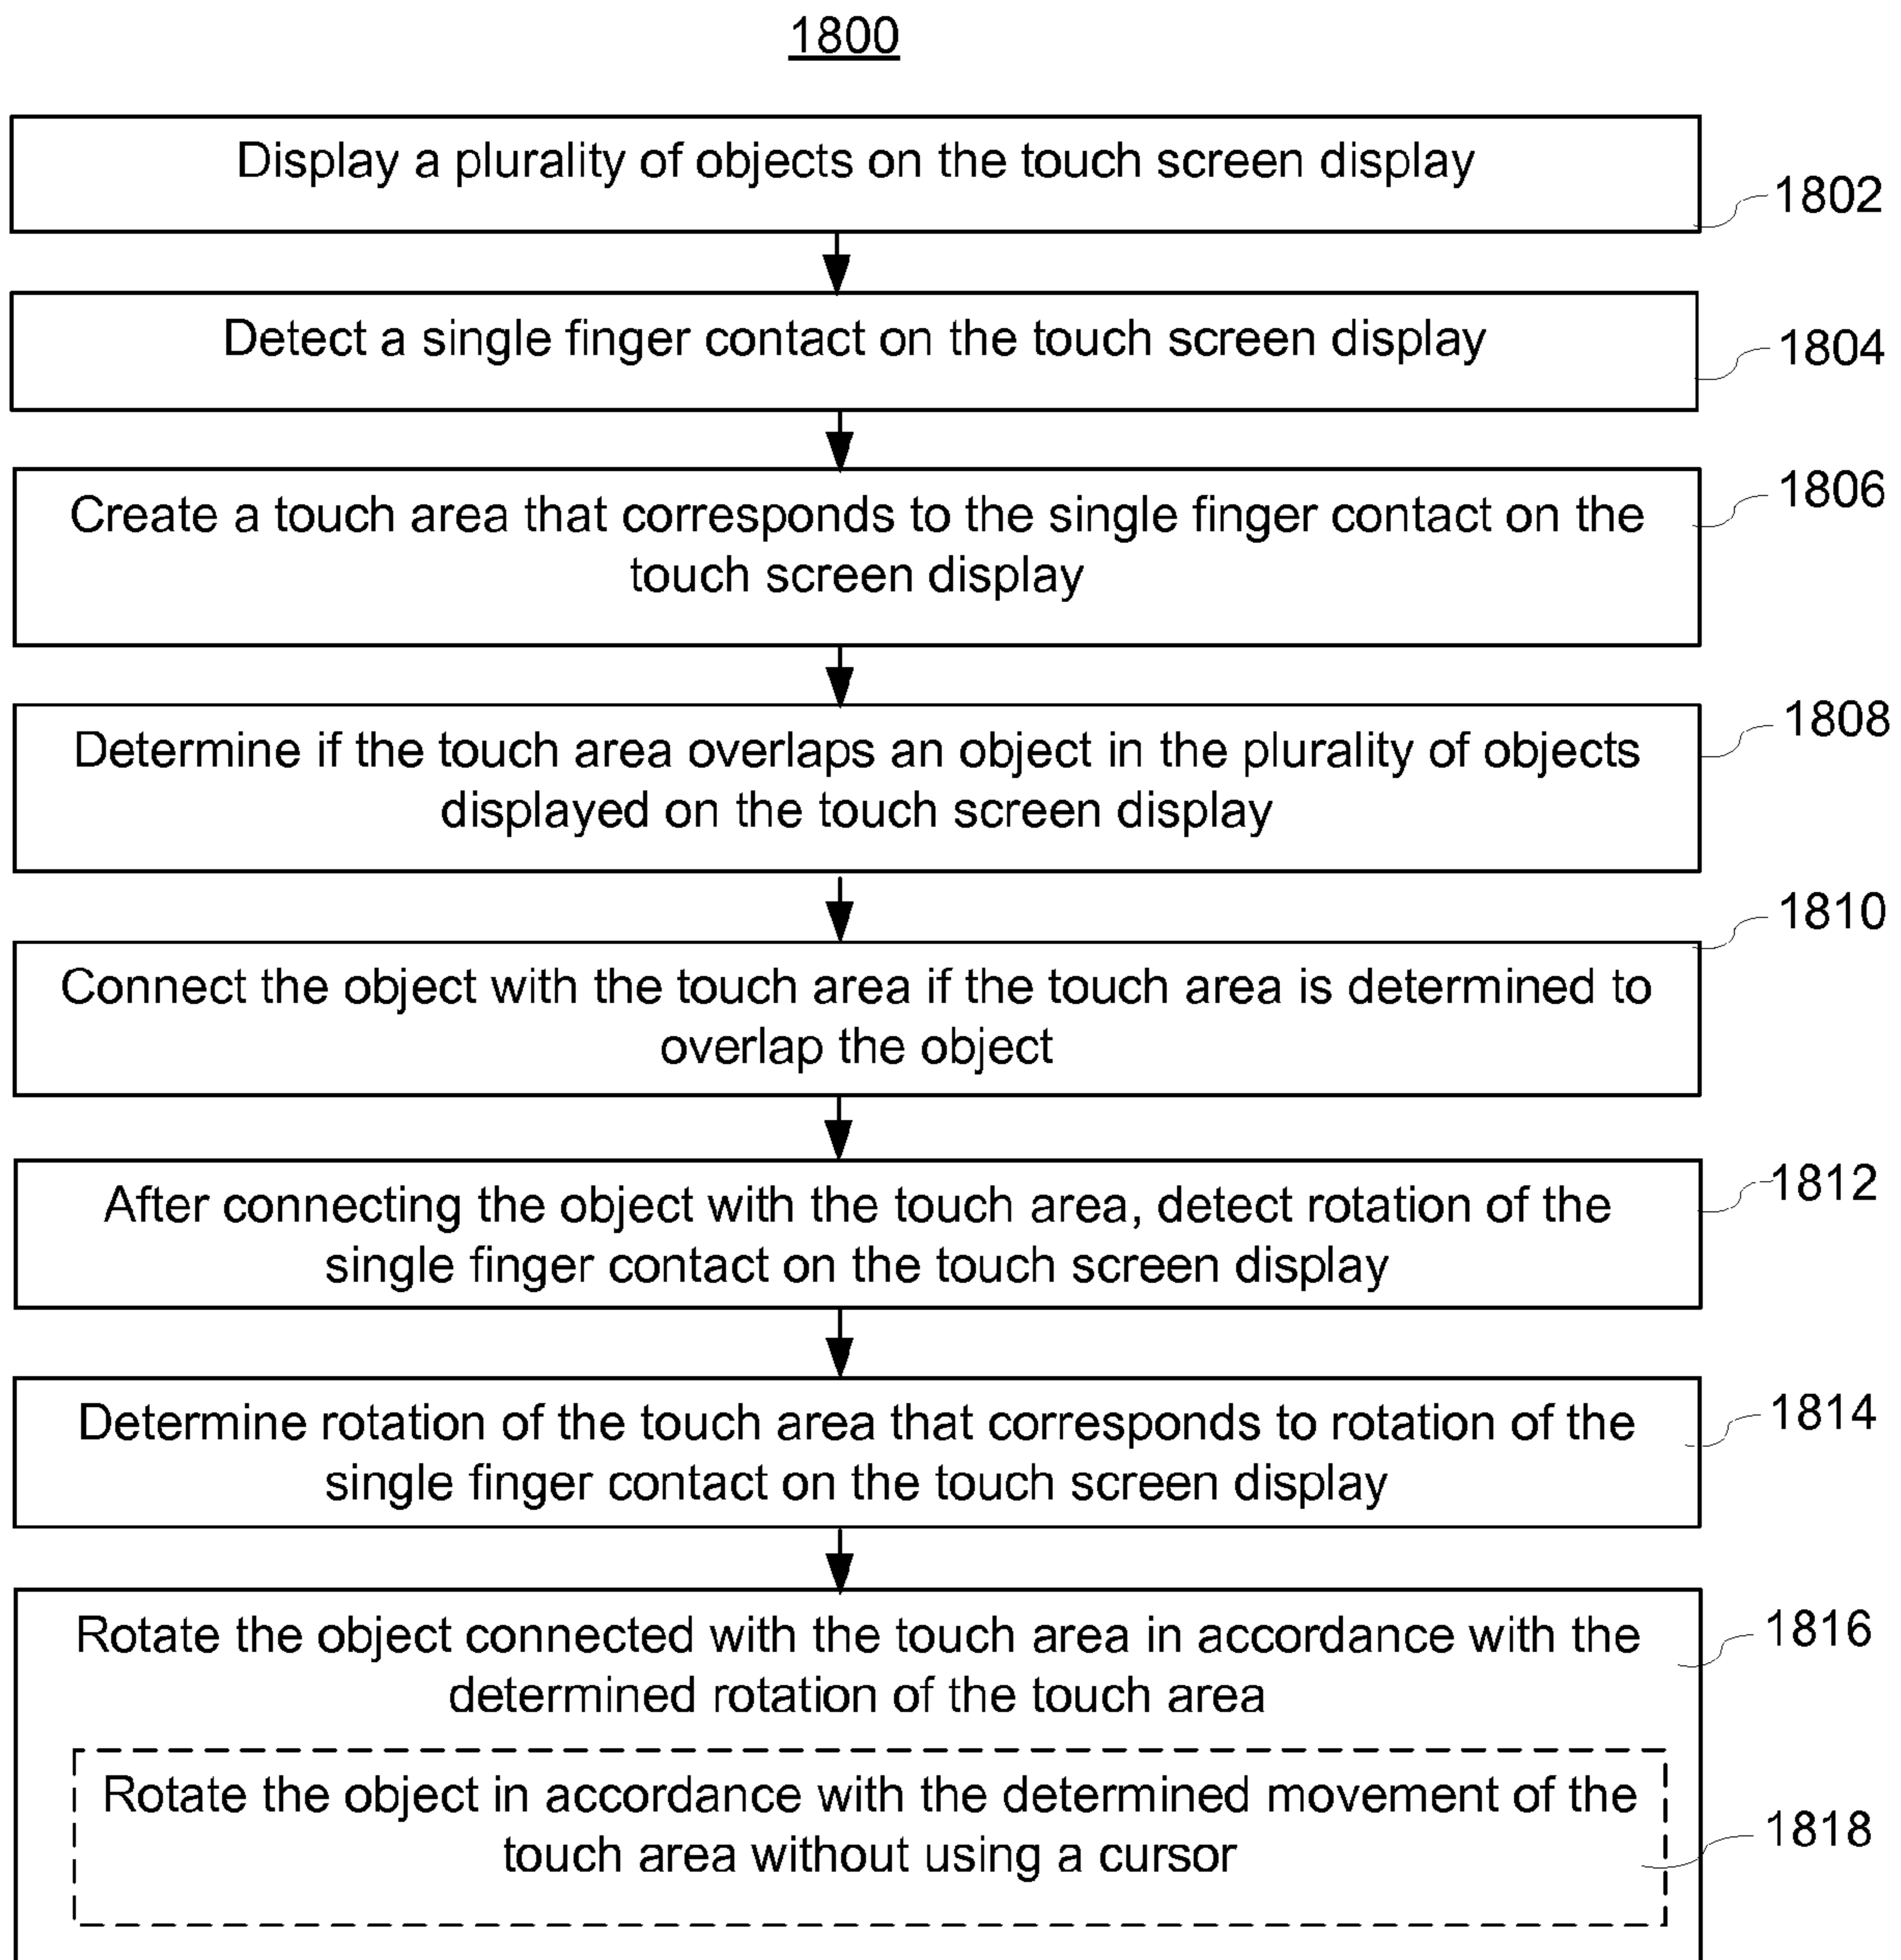 1800
Display a plurality of objects on the touch screen display
1802
Detect a single finger contact on the touch screen display
1804
Create a touch area that corresponds to the single finger contact on the
touch screen display
1806
Determine if the touch area overlaps an object in the plurality of objects
displayed on the touch screen display
1808
Connect the object with the touch area if the touch area is determined to
overlap the object
1810
After connecting the object with the touch area, detect rotation of the
single finger contact on the touch screen display
1812
Determine rotation of the touch area that corresponds to rotation of the
single finger contact on the touch screen display
1814
Rotate the object connected with the touch area in accordance with the
determined rotation of the touch area
1816
Rotate the object in accordance with the determined movement of the
touch area without using a cursor
1818